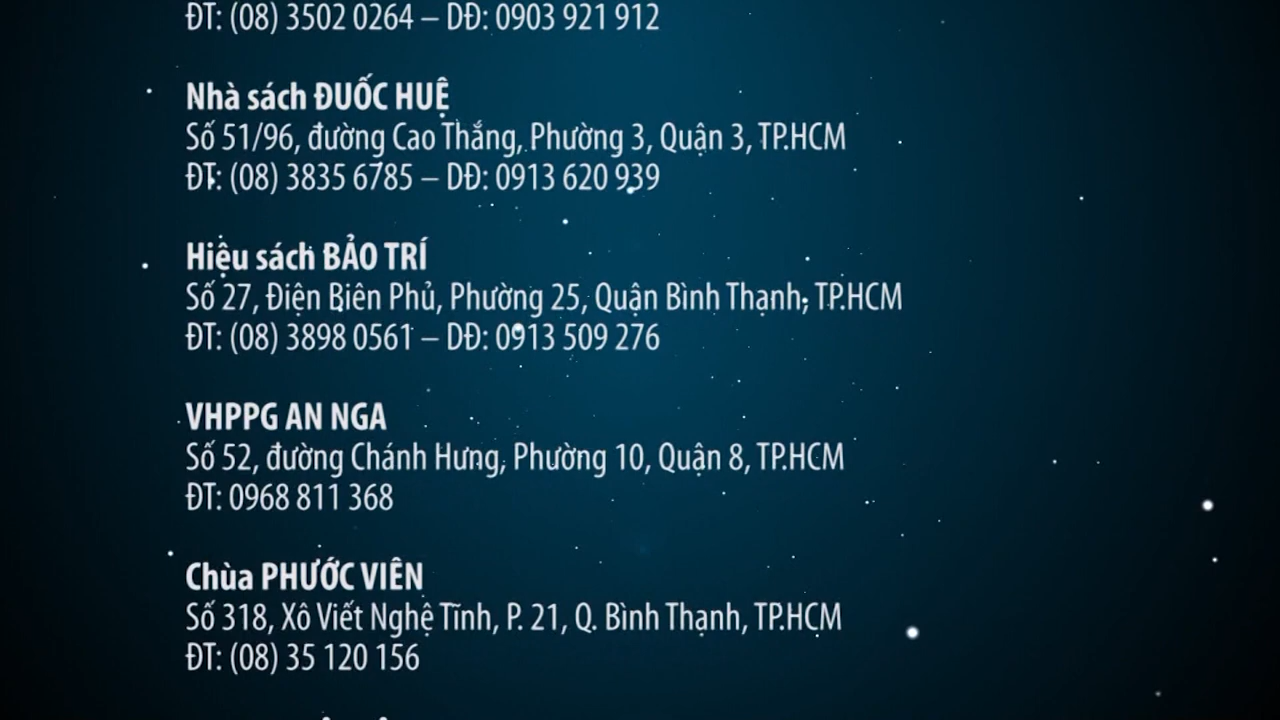 ĐT: (08) 3502 0264 – DĐ: 0903 921 912
Nhà sách ĐUỐC HUỆ
Số 51/96, đường Cao Thắng, Phường 3, Quận 3, TP.HCM
ĐT: (08) 3835 6785 – DĐ: 0913 620 939
Hiệu sách BẢO TRÍ
Số 27, Điện Biên Phủ, Phường 25, Quận Bình Thạnh, TP.HCM
ĐT: (08) 3898 0561 – DĐ: 0913 509 276
VHPPG AN NGA
Số 52, đường Chánh Hưng, Phường 10, Quận 8, TP.HCM
ĐT: 0968 811 368
Chùa PHƯỚC VIÊN
Số 318, Xô Viết Nghệ Tĩnh, P. 21, Q. Bình Thạnh, TP.HCM
ĐT: (08) 35 120 156